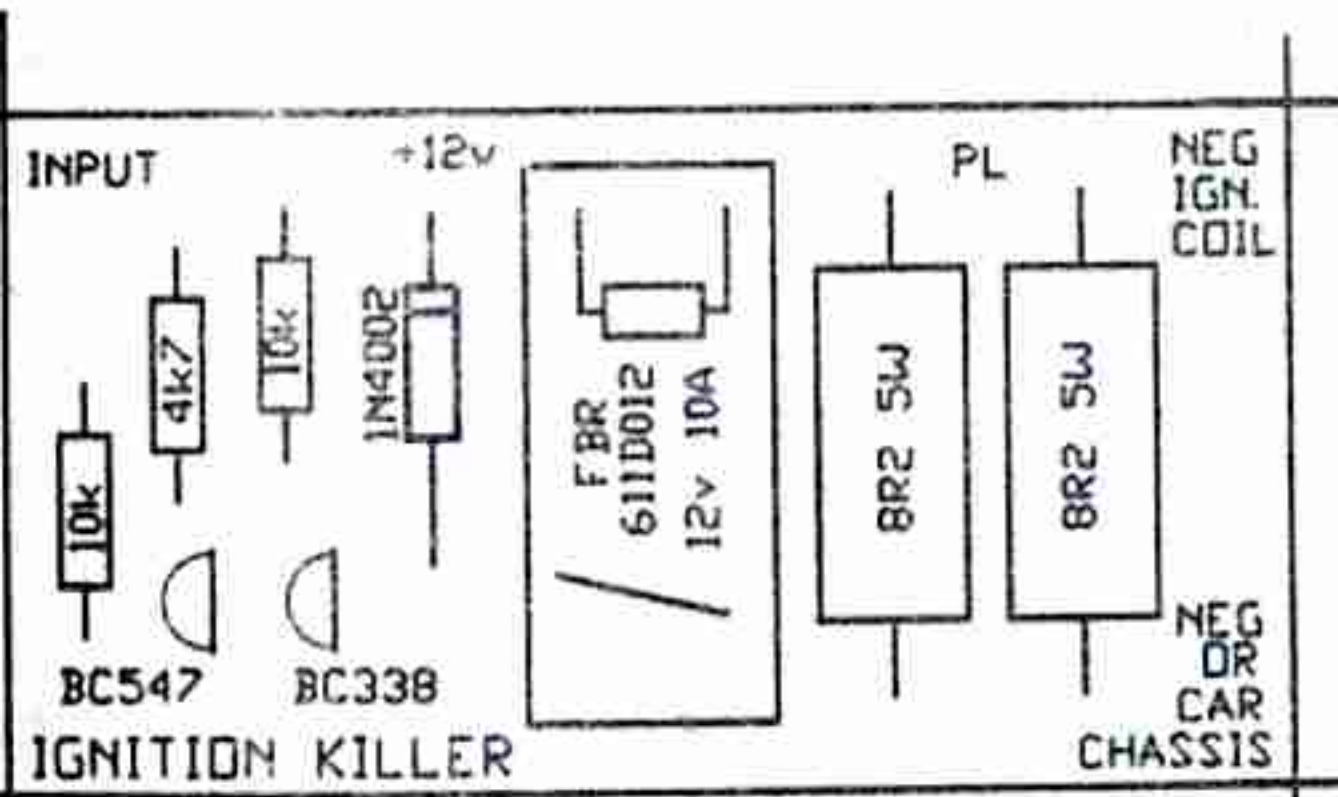 INPUT
+12v
PL
NEG
IGN.
COIL
10k
4k7
10k
1N4002
FBR
611D012
12v 10A
8R2 5W
8R2 5W
BC547
BC338
NEG
OR
CAR
CHASSIS
IGNITION KILLER